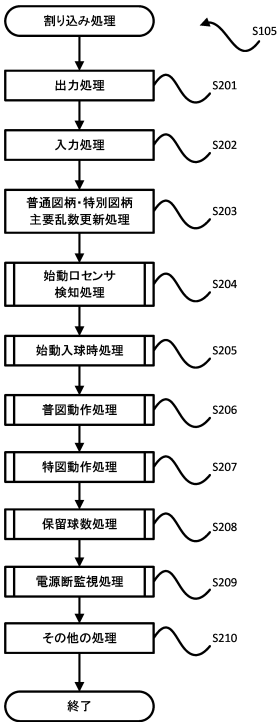 割り込み処理
S105
出力処理
S201
入力処理
S202
普通図柄・特別図柄
主要乱数更新処理
S203
始動口センサ
検知処理
S204
始動入球時処理
S205
普図動作処理
S206
特図動作処理
S207
保留球数処理
S208
電源断監視処理
S209
その他の処理
S210
終了